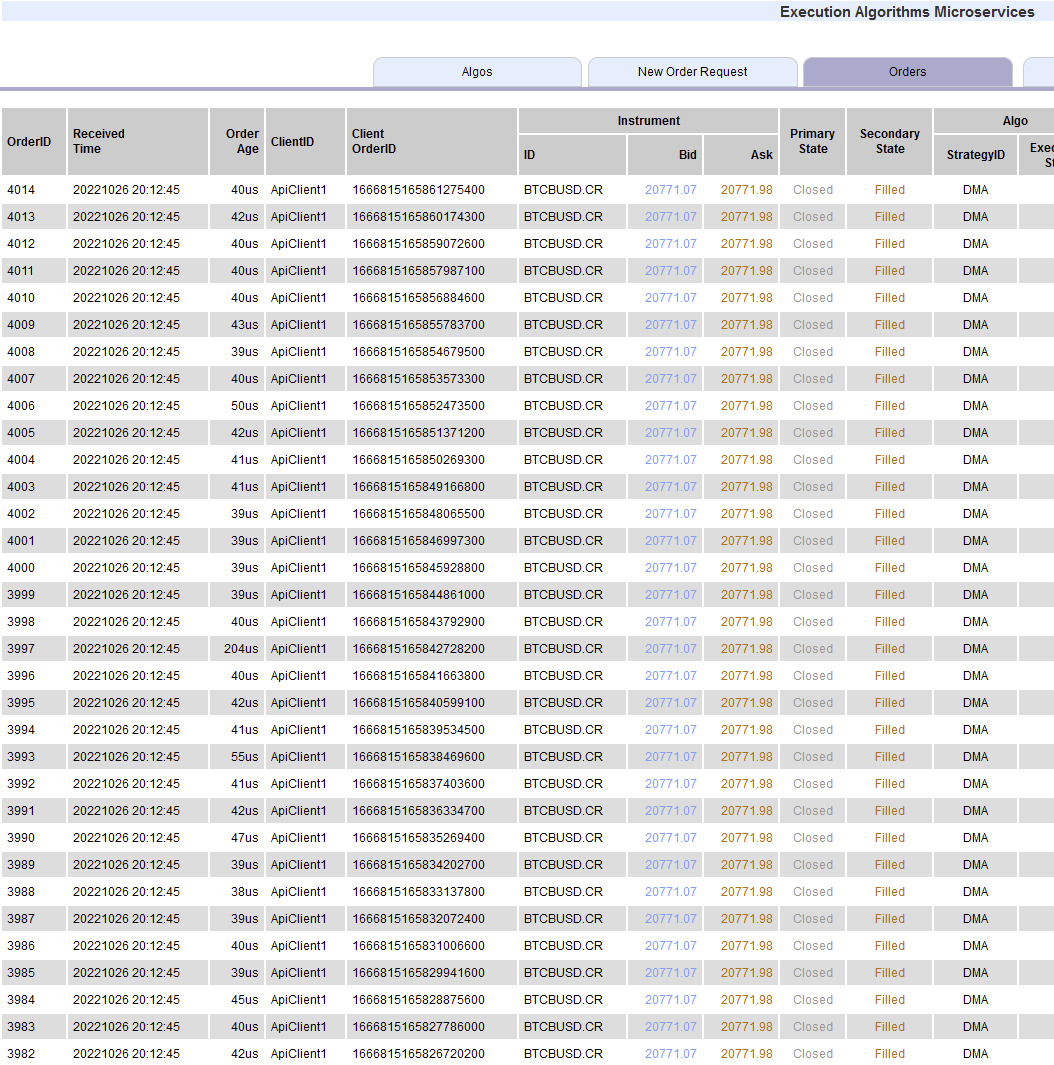 Execution Algorithms Microservices
Algos New Order Request Orders
OrderID Received Time Order Age ClientID Client OrderID Instrument Primary State Secondary State Algo
ID Bid Ask StrategyID
4014 20221026 20:12:45 40us ApiClient1 1666815165861275400 BTCBUSD.CR 20771.07 20771.98 Closed Filled DMA
4013 20221026 20:12:45 42us ApiClient1 1666815165860174300 BTCBUSD.CR 20771.07 20771.98 Closed Filled DMA
4012 20221026 20:12:45 40us ApiClient1 1666815165859072600 BTCBUSD.CR 20771.07 20771.98 Closed Filled DMA
4011 20221026 20:12:45 40us ApiClient1 1666815165857987100 BTCBUSD.CR 20771.07 20771.98 Closed Filled DMA
4010 20221026 20:12:45 40us ApiClient1 1666815165856884600 BTCBUSD.CR 20771.07 20771.98 Closed Filled DMA
4009 20221026 20:12:45 43us ApiClient1 1666815165855783700 BTCBUSD.CR 20771.07 20771.98 Closed Filled DMA
4008 20221026 20:12:45 39us ApiClient1 1666815165854679500 BTCBUSD.CR 20771.07 20771.98 Closed Filled DMA
4007 20221026 20:12:45 40us ApiClient1 1666815165853573300 BTCBUSD.CR 20771.07 20771.98 Closed Filled DMA
4006 20221026 20:12:45 50us ApiClient1 1666815165852473500 BTCBUSD.CR 20771.07 20771.98 Closed Filled DMA
4005 20221026 20:12:45 42us ApiClient1 1666815165851371200 BTCBUSD.CR 20771.07 20771.98 Closed Filled DMA
4004 20221026 20:12:45 41us ApiClient1 1666815165850269300 BTCBUSD.CR 20771.07 20771.98 Closed Filled DMA
4003 20221026 20:12:45 41us ApiClient1 1666815165849166800 BTCBUSD.CR 20771.07 20771.98 Closed Filled DMA
4002 20221026 20:12:45 39us ApiClient1 1666815165848065500 BTCBUSD.CR 20771.07 20771.98 Closed Filled DMA
4001 20221026 20:12:45 39us ApiClient1 1666815165846997300 BTCBUSD.CR 20771.07 20771.98 Closed Filled DMA
4000 20221026 20:12:45 39us ApiClient1 1666815165845928800 BTCBUSD.CR 20771.07 20771.98 Closed Filled DMA
3999 20221026 20:12:45 39us ApiClient1 1666815165844861000 BTCBUSD.CR 20771.07 20771.98 Closed Filled DMA
3998 20221026 20:12:45 40us ApiClient1 1666815165843792900 BTCBUSD.CR 20771.07 20771.98 Closed Filled DMA
3997 20221026 20:12:45 204us ApiClient1 1666815165842728200 BTCBUSD.CR 20771.07 20771.98 Closed Filled DMA
3996 20221026 20:12:45 40us ApiClient1 1666815165841663800 BTCBUSD.CR 20771.07 20771.98 Closed Filled DMA
3995 20221026 20:12:45 42us ApiClient1 1666815165840599100 BTCBUSD.CR 20771.07 20771.98 Closed Filled DMA
3994 20221026 20:12:45 41us ApiClient1 1666815165839534500 BTCBUSD.CR 20771.07 20771.98 Closed Filled DMA
3993 20221026 20:12:45 55us ApiClient1 1666815165838469600 BTCBUSD.CR 20771.07 20771.98 Closed Filled DMA
3992 20221026 20:12:45 41us ApiClient1 1666815165837403600 BTCBUSD.CR 20771.07 20771.98 Closed Filled DMA
3991 20221026 20:12:45 42us ApiClient1 1666815165836334700 BTCBUSD.CR 20771.07 20771.98 Closed Filled DMA
3990 20221026 20:12:45 47us ApiClient1 1666815165835269400 BTCBUSD.CR 20771.07 20771.98 Closed Filled DMA
3989 20221026 20:12:45 39us ApiClient1 1666815165834202700 BTCBUSD.CR 20771.07 20771.98 Closed Filled DMA
3988 20221026 20:12:45 38us ApiClient1 1666815165833137800 BTCBUSD.CR 20771.07 20771.98 Closed Filled DMA
3987 20221026 20:12:45 39us ApiClient1 1666815165832072400 BTCBUSD.CR 20771.07 20771.98 Closed Filled DMA
3986 20221026 20:12:45 40us ApiClient1 1666815165831006600 BTCBUSD.CR 20771.07 20771.98 Closed Filled DMA
3985 20221026 20:12:45 39us ApiClient1 1666815165829941600 BTCBUSD.CR 20771.07 20771.98 Closed Filled DMA
3984 20221026 20:12:45 45us ApiClient1 1666815165828875600 BTCBUSD.CR 20771.07 20771.98 Closed Filled DMA
3983 20221026 20:12:45 40us ApiClient1 1666815165827786000 BTCBUSD.CR 20771.07 20771.98 Closed Filled DMA
3982 20221026 20:12:45 42us ApiClient1 1666815165826720200 BTCBUSD.CR 20771.07 20771.98 Closed Filled DMA